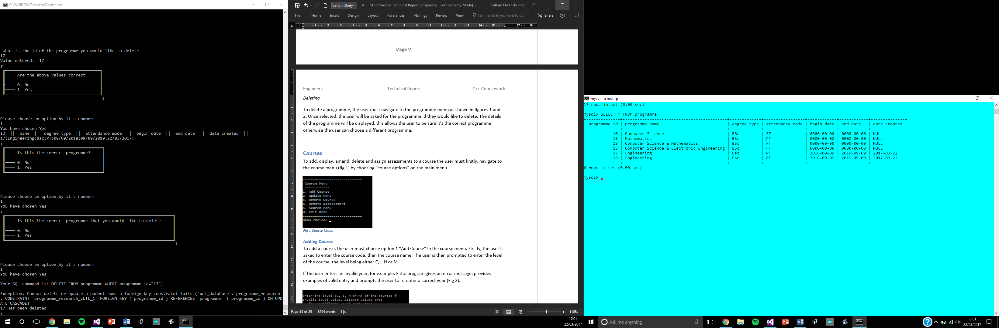 C:\WINDOWS\system32\cmd.exe
what is the id of the programme you would like to delete
17
Value entered:  17
Are the above values correct
0. No
1. Yes
Please choose an option by it's number.
1
You have chosen Yes
ID  ||  name  ||  degree type  ||  attendance mode  ||  begin date  ||  end date  ||  date created  ||
17;Engineering;Bsc;PT;09/09/2018;09/09/2019;22/03/2017;
Is this the correct programme?
0. No
1. Yes
Please choose an option by it's number.
1
You have chosen Yes
Is this the correct programme that you would like to delete
0. No
1. Yes
Please choose an option by it's number.
1
You have chosen Yes
Your SQL command is: DELETE FROM programme WHERE programme_id="17";
Exception: Cannot delete or update a parent row: a foreign key constraint fails (`uni_database`.`programme_research`
, CONSTRAINT `programme_research_ibfk_1` FOREIGN KEY (`programme_id`) REFERENCES `programme` (`programme_id`) ON UPD
ATE CASCADE)
17 Has been deleted
Calibri (Body
Structure For Technical Report (Engineers) [Compatibility Mode] -...
Callum Owen-Bridge
File Home Insert Design Layout References Mailings Review View Tell me what you want to do Share
1 2 3 4 5 6 7 8 9 10 11 12 13 14 15 17 18
Page 9
Engineers Technical Report C++ Coursework
Deleting
To delete a programme, the user must navigate to the programme menu as shown in figures 1 and
2. Once selected, the user will be asked for the programme id they would like to delete. The details
of the programme will be displayed, this allows the user to be sure it's the correct programme,
otherwise the user can choose a different programme.
Courses
To add, display, amend, delete and assign assessments to a course the user must firstly, navigate to
the course menu (fig 1) by choosing “course options” on the main menu.
=============================
Course Menu
------------
1. Add Course
2. Update Menu
3. Remove Course
4. Remove Assessement
5. Search Menu
0. exit menu
=============================
Menu choice:
Fig 1 Course Menu
Adding Course
To add a course, the user must choose option 1 “Add Course” in the course menu. Firstly, the user is
asked to enter the course code, then the course name. The user is then prompted to enter the level
of the course, the level being either C, I, H or M.
If the user enters an invalid year, for example, F the program gives an error message, provides
examples of valid entry and prompts the user to re-enter a correct year (Fig 2).
Enter the level (C, I, H or M) of the course: f
Invalid level value. Allowed values are:
Page 13 of 25 6294 words 110%
mysql -u root -p
17 rows in set (0.00 sec)
mysql> SELECT * FROM programme;
| programme_id | programme_name | degree_type | attendance_mode | begin_date | end_date | date_created |
| 10 | Computer Science | BSc | FT | 0000-00-00 | 0000-00-00 | NULL |
| 13 | Mathematics | BSc | PT | 0000-00-00 | 0000-00-00 | NULL |
| 15 | Computer Science & Mathematics | BSc | FT | 0000-00-00 | 0000-00-00 | NULL |
| 16 | Computer Science & Electronic Engineering | BSc | FT | 0000-00-00 | 0000-00-00 | NULL |
| 17 | Engineering | Bsc | PT | 2018-09-09 | 2019-09-09 | 2017-03-22 |
| 18 | Engineering | Bsc | PT | 2018-09-09 | 2019-09-09 | 2017-03-22 |
6 rows in set (0.00 sec)
mysql>
17:01
22/03/2017
Ask me anything
17:01
22/03/2017